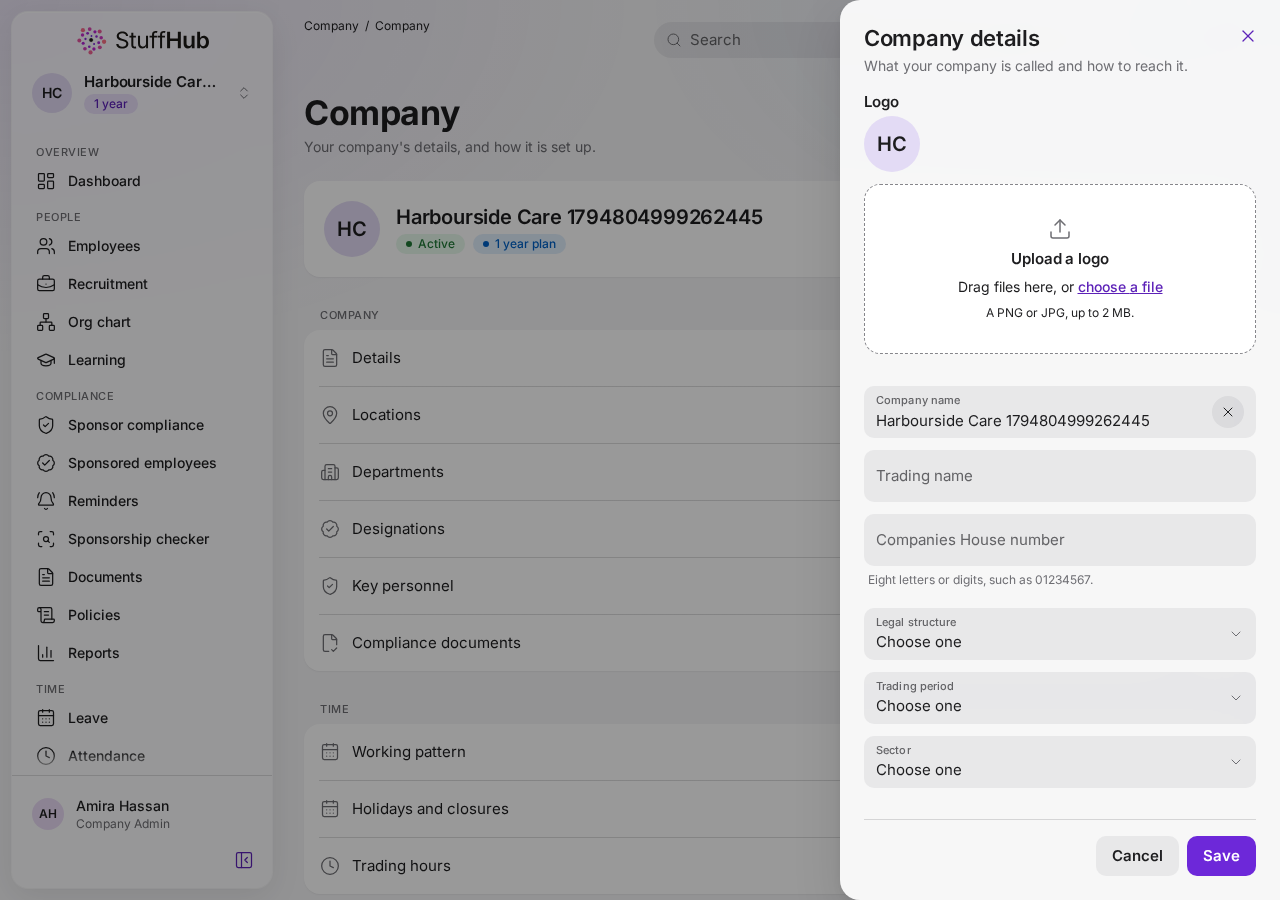 StuffHub
HC
Harbourside Car...
1 year
OVERVIEW
Dashboard
PEOPLE
Employees
Recruitment
Org chart
Learning
COMPLIANCE
Sponsor compliance
Sponsored employees
Reminders
Sponsorship checker
Documents
Policies
Reports
TIME
Leave
Attendance
AH
Amira Hassan
Company Admin
Company / Company
Search
Company
Your company's details, and how it is set up.
HC
Harbourside Care 1794804999262445
Active
1 year plan
COMPANY
Details
Locations
Departments
Designations
Key personnel
Compliance documents
TIME
Working pattern
Holidays and closures
Trading hours
Company details
What your company is called and how to reach it.
Logo
HC
Upload a logo
Drag files here, or choose a file
A PNG or JPG, up to 2 MB.
Company name
Harbourside Care 1794804999262445
Trading name
Companies House number
Eight letters or digits, such as 01234567.
Legal structure
Choose one
Trading period
Choose one
Sector
Choose one
Cancel
Save